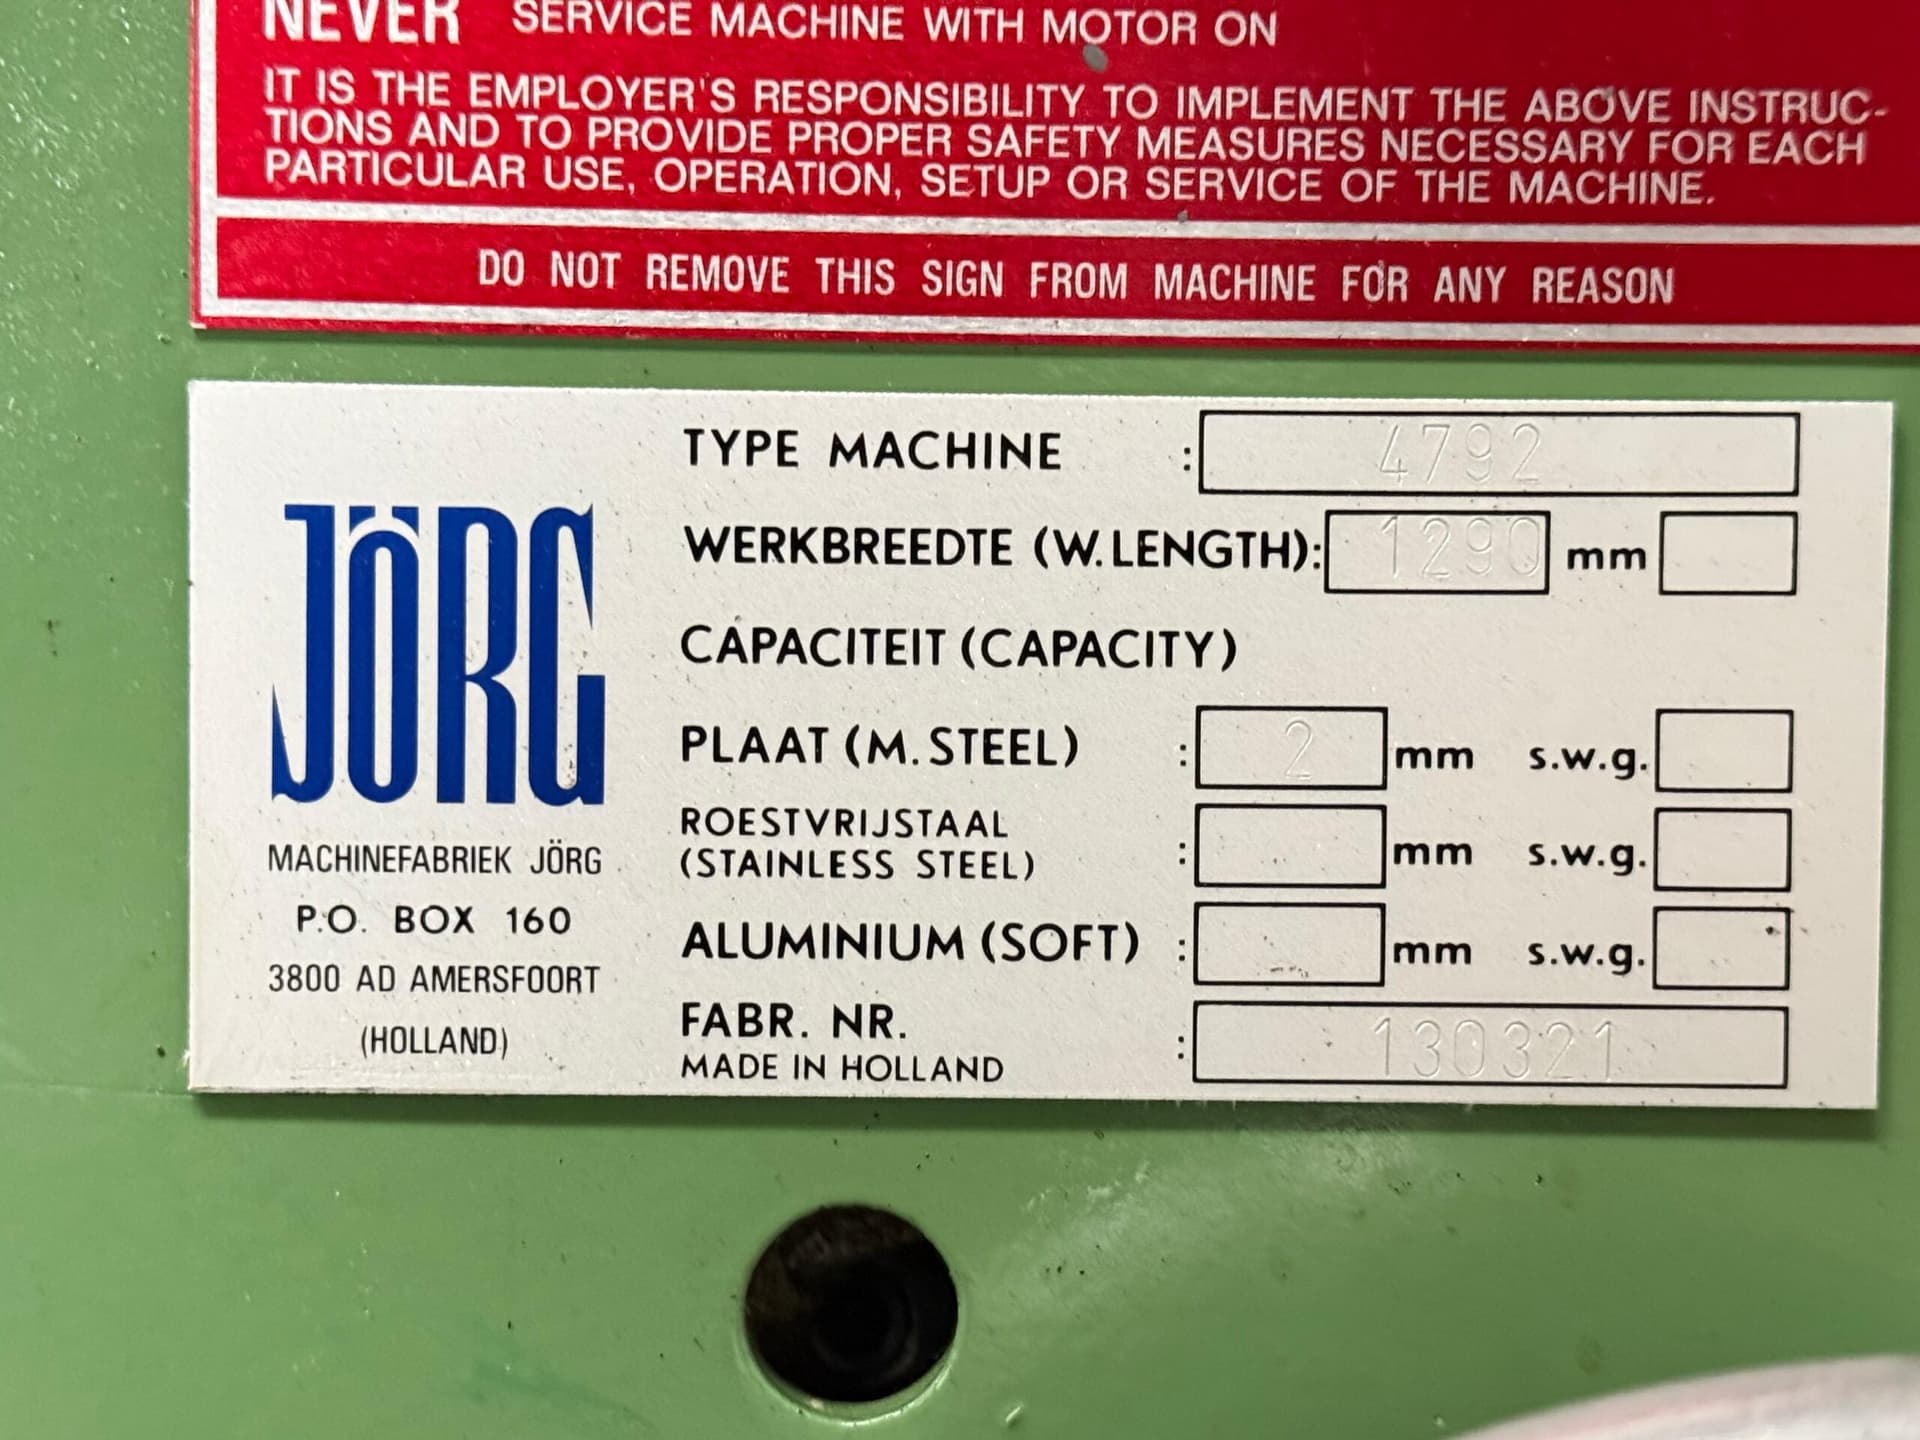 NEVER SERVICE MACHINE WITH MOTOR ON
IT IS THE EMPLOYER'S RESPONSIBILITY TO IMPLEMENT THE ABOVE INSTRUC-
TIONS AND TO PROVIDE PROPER SAFETY MEASURES NECESSARY FOR EACH
PARTICULAR USE, OPERATION, SETUP OR SERVICE OF THE MACHINE.
DO NOT REMOVE THIS SIGN FROM MACHINE FOR ANY REASON
JÖRG
MACHINEFABRIEK JÖRG
P.O. BOX 160
3800 AD AMERSFOORT
(HOLLAND)
TYPE MACHINE : 4792
WERKBREEDTE (W.LENGTH): 1290 mm
CAPACITEIT (CAPACITY)
PLAAT (M. STEEL) : 2 mm s.w.g.
ROESTVRIJSTAAL
(STAINLESS STEEL) : mm s.w.g.
ALUMINIUM (SOFT) : mm s.w.g.
FABR. NR. : 130321
MADE IN HOLLAND